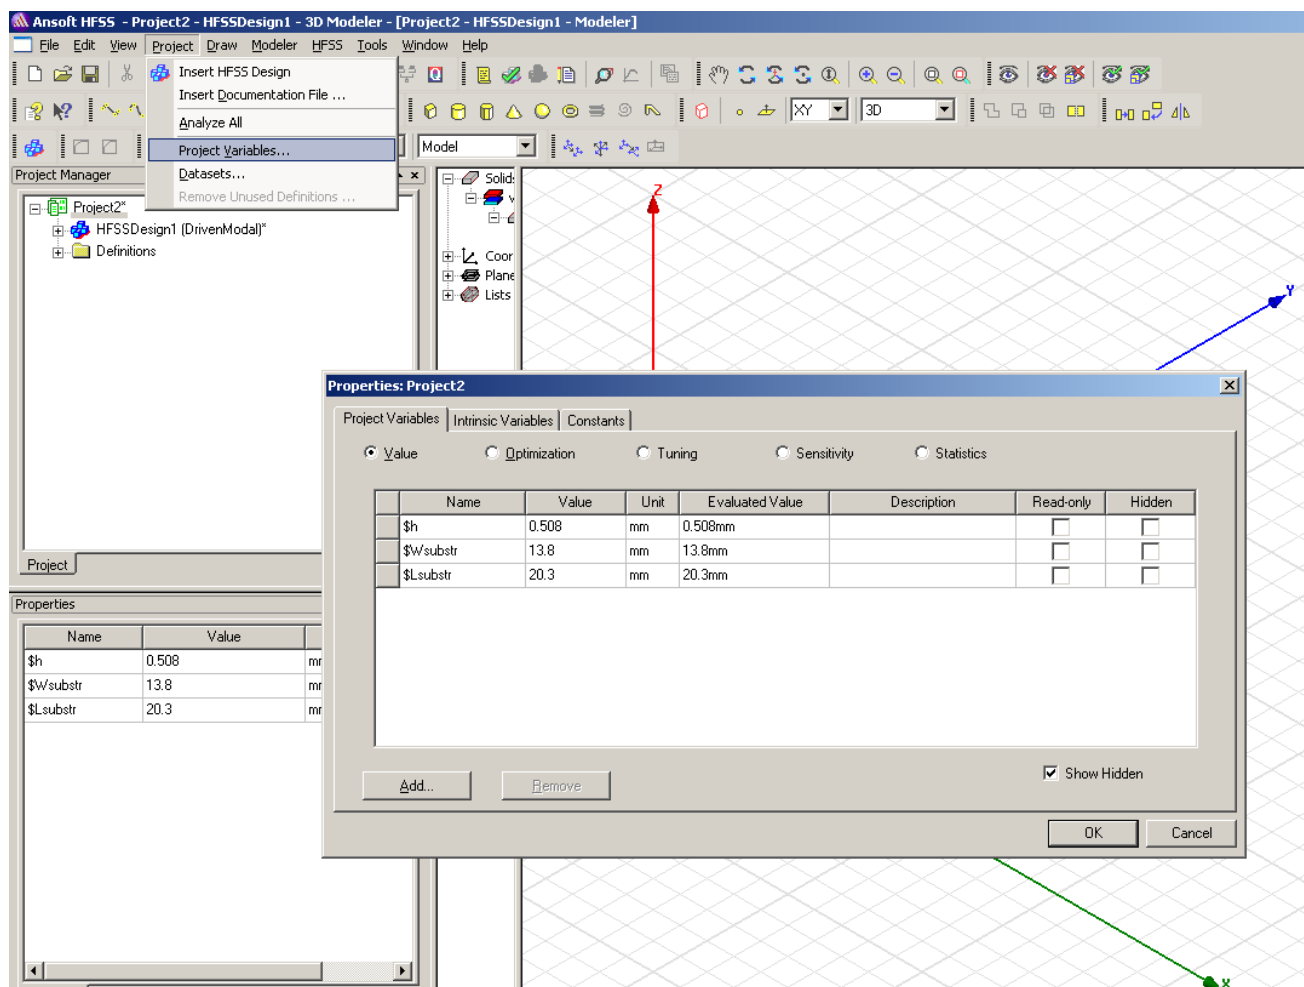 Ansoft HFSS - Project2 - HFSSDesign1 - 3D Modeler - [Project2 - HFSSDesign1 - Modeler]
File Edit View Project Draw Modeler HFSS Tools Window Help
Insert HFSS Design
Insert Documentation File ...
Analyze All
XY 3D
Project Variables...
Model
Datasets...
Remove Unused Definitions ...
Project Manager
Project2*
HFSSDesign1 (DrivenModal)*
Definitions
Solids
Coor
Plane
Lists
Z
Y
Project
Properties: Project2
Project Variables Intrinsic Variables Constants
Value Optimization Tuning Sensitivity Statistics
Name Value Unit Evaluated Value Description Read-only Hidden
$h 0.508 mm 0.508mm
$Wsubstr 13.8 mm 13.8mm
$Lsubstr 20.3 mm 20.3mm
Show Hidden
Add... Remove
OK Cancel
Properties
Name Value
$h 0.508
$Wsubstr 13.8
$Lsubstr 20.3
X